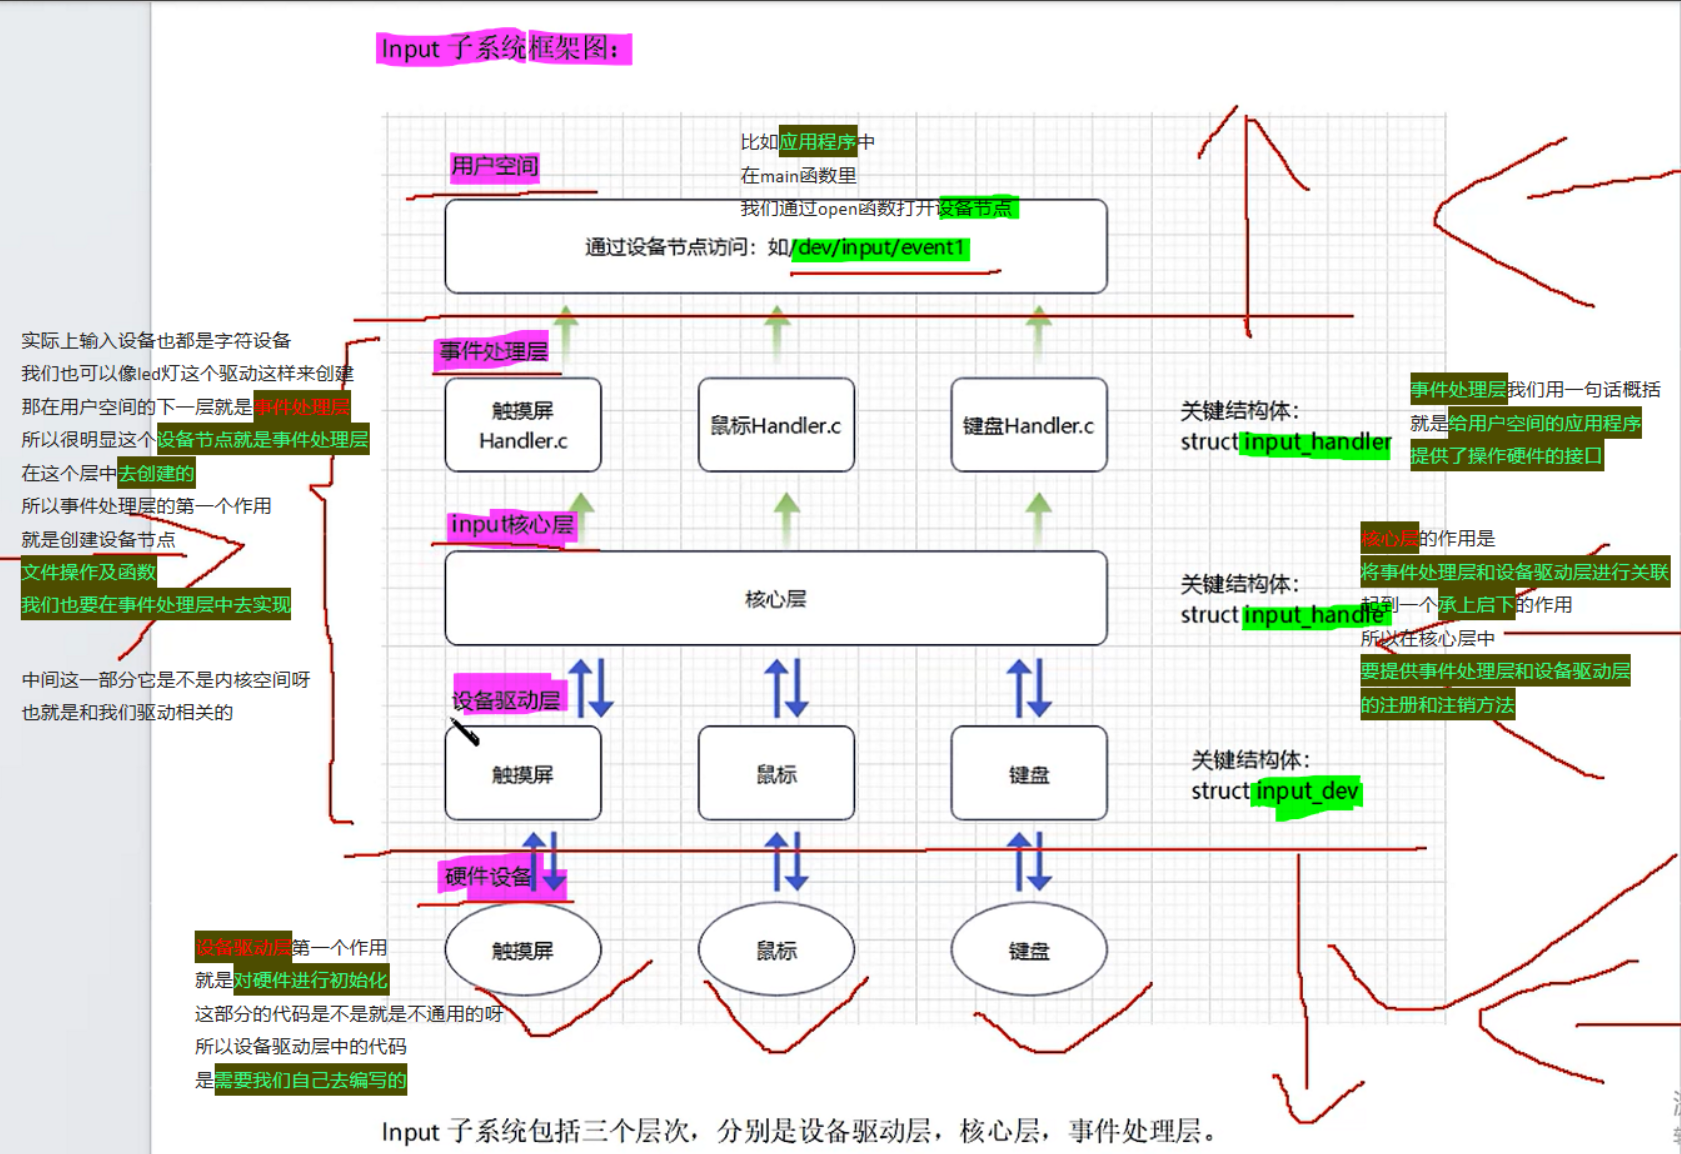 Input 子系统框架图：
比如应用程序中
在main函数里
我们通过open函数打开设备节点
用户空间
通过设备节点访问：如/dev/input/event1
实际上输入设备也都是字符设备
我们也可以像led灯这个驱动这样来创建
那在用户空间的下一层就是事件处理层
所以很明显这个设备节点就是事件处理层
在这个层中去创建的
所以事件处理层的第一个作用
就是创建设备节点
文件操作及函数
我们也要在事件处理层中去实现
中间这一部分它是不是内核空间呀
也就是和我们驱动相关的
事件处理层
触摸屏
Handler.c
鼠标Handler.c
键盘Handler.c
关键结构体：
struct input_handler
事件处理层我们用一句话概括
就是给用户空间的应用程序
提供了操作硬件的接口
input核心层
核心层
关键结构体：
struct input_handle
核心层的作用是
将事件处理层和设备驱动层进行关联
起到一个承上启下的作用
所以在核心层中
要提供事件处理层和设备驱动层
的注册和注销方法
设备驱动层
触摸屏
鼠标
键盘
关键结构体：
struct input_dev
硬件设备
触摸屏
鼠标
键盘
设备驱动层第一个作用
就是对硬件进行初始化
这部分的代码是不是就是不通用的呀
所以设备驱动层中的代码
是需要我们自己去编写的
Input 子系统包括三个层次，分别是设备驱动层，核心层，事件处理层。